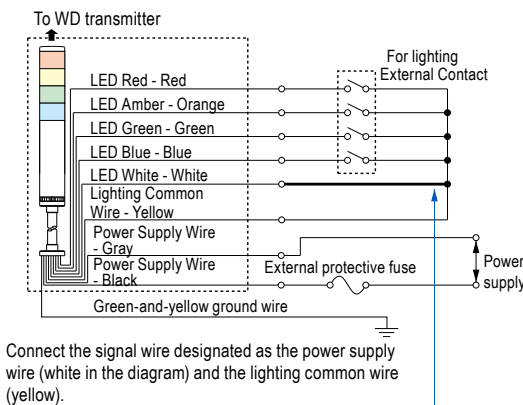 To WD transmitter
For lighting
External Contact
LED Red - Red
LED Amber - Orange
LED Green - Green
LED Blue - Blue
LED White - White
Lighting Common
Wire - Yellow
Power Supply Wire
- Gray
Power Supply Wire
- Black
External protective fuse
Power
supply
Green-and-yellow ground wire
Connect the signal wire designated as the power supply
wire (white in the diagram) and the lighting common wire
(yellow).